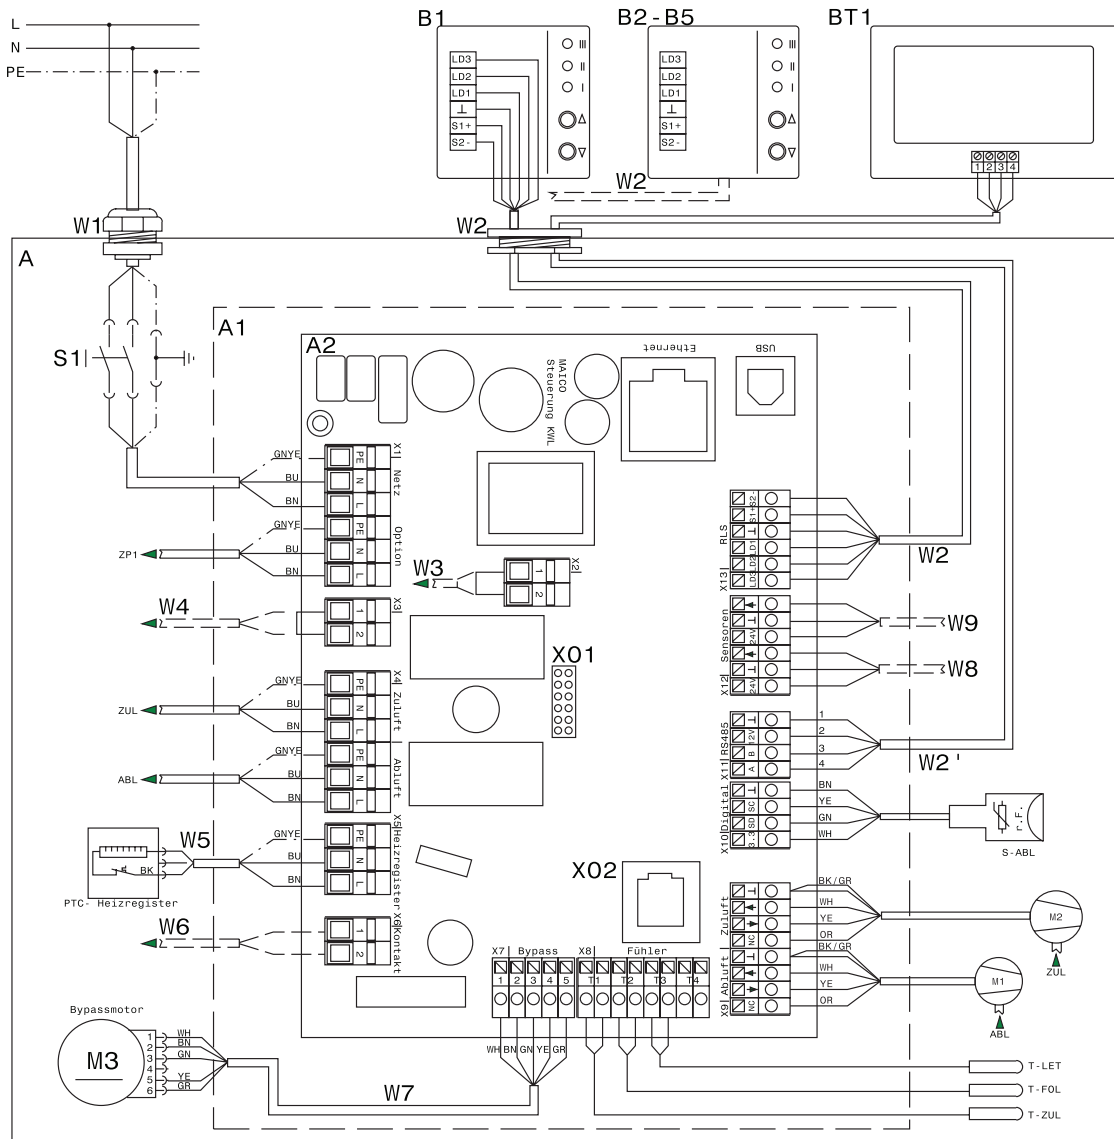 L
N
PE
B1
LD3
LD2
LD1
⊥
S1+
S2-
III
II
I
B2-B5
LD3
LD2
LD1
⊥
S1+
S2-
III
II
I
BT1
1 2 3 4
W2
W1
W2
A
A1
A2
S1
MAICO
Steuerung KWL
Ethernet
USB
X1
Netz
GNYE PE
BU N
BN L
Option
ZP1
GNYE PE
BU N
BN L
W3
X2
1
2
W4
X3
1
2
X01
X4
Zuluft
ZUL
GNYE PE
BU N
BN L
Abluft
ABL
GNYE PE
BU N
BN L
X5
Heizregister
W5
BK
PTC- Heizregister
GNYE PE
BU N
BN L
W6
X6
Kontakt
1
2
RLS
X13
S2-
S1+
⊥
LD1
LD2
LD3
W2
Sensoren
X12
⊥
24V
⊥
24V
W9
W8
RS485
X11
⊥ 1
12V 2
B 3
A 4
W2'
Digital
X10
⊥ BN
SC YE
SD GN
3.3 WH
r.F.
S-ABL
X02
Zuluft
⊥ BK/GR
WH
YE
NC OR
M2
ZUL
Abluft
X9
⊥ BK/GR
WH
YE
NC OR
M1
ABL
X7 Bypass
1 2 3 4 5
WH BN GN YE GR
X8 Fühler
T1 T2 T3 T4
Bypassmotor
M3
1 WH
2 BN
3 GN
4
5 YE
6 GR
W7
T-LET
T-FOL
T-ZUL